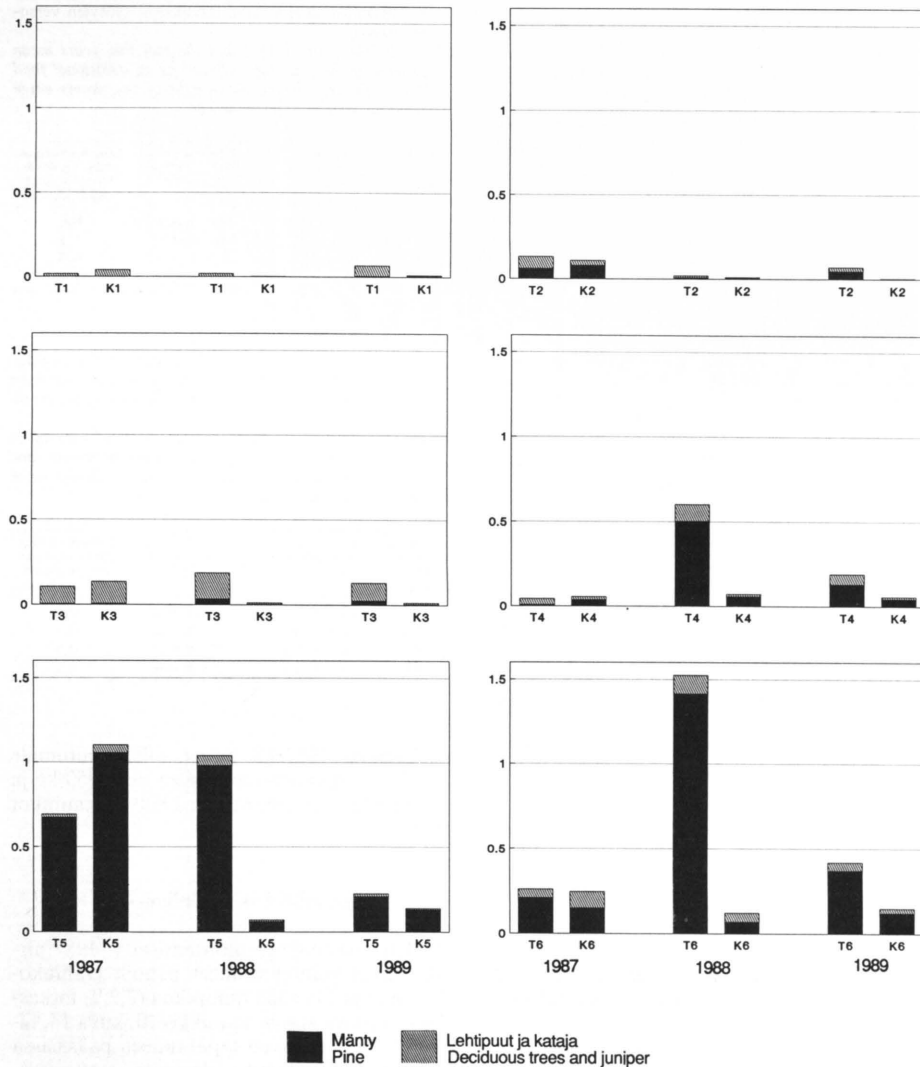 1.5
1
0.5
0
T1 K1 T1 K1 T1 K1
1.5
1
0.5
0
T2 K2 T2 K2 T2 K2
1.5
1
0.5
0
T3 K3 T3 K3 T3 K3
1.5
1
0.5
0
T4 K4 T4 K4 T4 K4
1.5
1
0.5
0
T5 K5 T5 K5 T5 K5
1987 1988 1989
1.5
1
0.5
0
T6 K6 T6 K6 T6 K6
1987 1988 1989
Mänty
Pine
Lehtipuut ja kataja
Deciduous trees and juniper